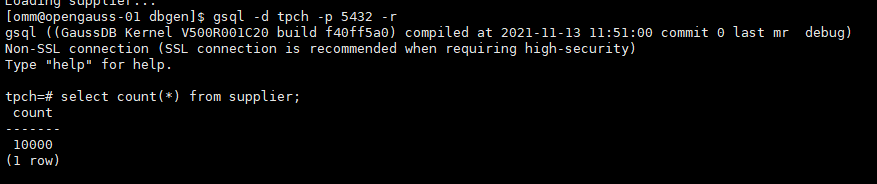 Loading supplier...
[omm@opengauss-01 dbgen]$ gsql -d tpch -p 5432 -r
gsql ((GaussDB Kernel V500R001C20 build f40ff5a0) compiled at 2021-11-13 11:51:00 commit 0 last mr  debug)
Non-SSL connection (SSL connection is recommended when requiring high-security)
Type "help" for help.

tpch=# select count(*) from supplier;
 count
-------
 10000
(1 row)